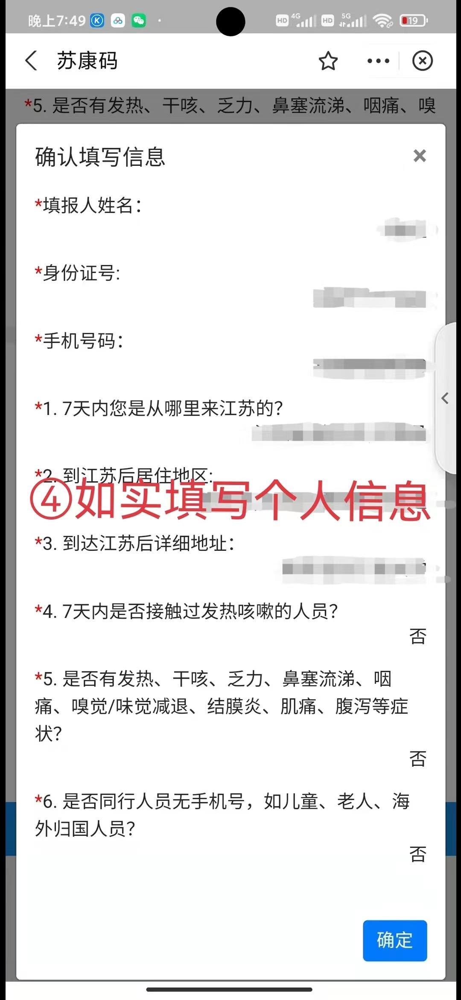 晚上7:49
HD 4G HD 5G 19
苏康码
*5. 是否有发热、干咳、乏力、鼻塞流涕、咽痛、嗅
确认填写信息
*填报人姓名：
*身份证号:
*手机号码：
*1. 7天内您是从哪里来江苏的？
*2. 到江苏后居住地区:
④如实填写个人信息
*3. 到达江苏后详细地址：
*4. 7天内是否接触过发热咳嗽的人员？
否
*5. 是否有发热、干咳、乏力、鼻塞流涕、咽
痛、嗅觉/味觉减退、结膜炎、肌痛、腹泻等症
状？
否
*6. 是否同行人员无手机号，如儿童、老人、海
外归国人员？
否
确定